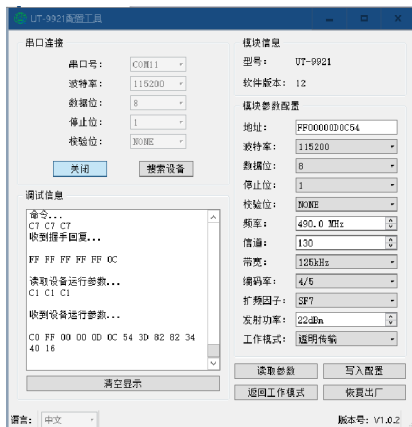 UT-9921配置工具
串口连接
串口号: COM11
波特率: 115200
数据位: 8
停止位: 1
校验位: NONE
关闭 搜索设备
调试信息
命令...
C7 C7 C7
收到握手回复...
FF FF FF FF FF 0C
读取设备运行参数...
C1 C1 C1
收到设备运行参数...
C0 FF 00 00 0D 0C 54 3D 82 82 34
40 16
清空显示
语言: 中文
模块信息
型号: UT-9921
软件版本: 12
模块参数配置
地址: FF00000D0C54
波特率: 115200
数据位: 8
停止位: 1
校验位: NONE
频率: 490.0 MHz
信道: 130
带宽: 125kHz
编码率: 4/5
扩频因子: SF7
发射功率: 22dBm
工作模式: 透明传输
读取参数 写入配置
返回工作模式 恢复出厂
版本号: V1.0.2